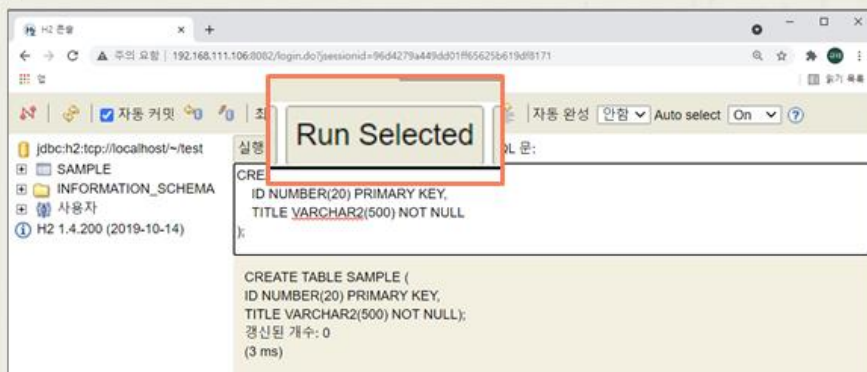 H2 콘솔
주의 요함 | 192.168.111.106:8082/login.do?jsessionid=96d4279a449dd01ff65625b619df8171
앱
읽기 목록
자동 커밋
Run Selected
자동 완성 안함 Auto select On
jdbc:h2:tcp://localhost/~/test
SAMPLE
INFORMATION_SCHEMA
사용자
H2 1.4.200 (2019-10-14)
실행
문:
CRE
ID NUMBER(20) PRIMARY KEY,
TITLE VARCHAR2(500) NOT NULL
);
CREATE TABLE SAMPLE (
ID NUMBER(20) PRIMARY KEY,
TITLE VARCHAR2(500) NOT NULL);
갱신된 개수: 0
(3 ms)